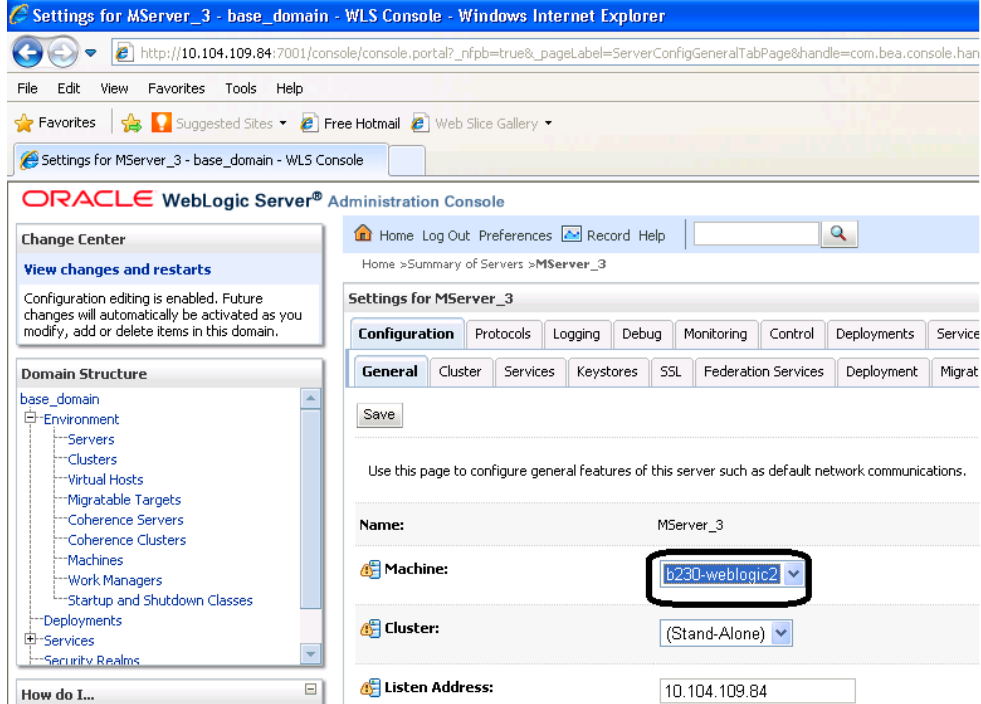 Settings for MServer_3 - base_domain - WLS Console - Windows Internet Explorer
http://10.104.109.84:7001/console/console.portal?_nfpb=true&_pageLabel=ServerConfigGeneralTabPage&handle=com.bea.console.han
File Edit View Favorites Tools Help
Favorites Suggested Sites Free Hotmail Web Slice Gallery
Settings for MServer_3 - base_domain - WLS Console
ORACLE WebLogic Server® Administration Console
Change Center
View changes and restarts
Configuration editing is enabled. Future
changes will automatically be activated as you
modify, add or delete items in this domain.
Domain Structure
base_domain
Environment
Servers
Clusters
Virtual Hosts
Migratable Targets
Coherence Servers
Coherence Clusters
Machines
Work Managers
Startup and Shutdown Classes
Deployments
Services
Security Realms
How do I...
Home Log Out Preferences Record Help
Home >Summary of Servers >MServer_3
Settings for MServer_3
Configuration Protocols Logging Debug Monitoring Control Deployments Service
General Cluster Services Keystores SSL Federation Services Deployment Migrat
Save
Use this page to configure general features of this server such as default network communications.
Name: MServer_3
Machine: b230-weblogic2
Cluster: (Stand-Alone)
Listen Address: 10.104.109.84